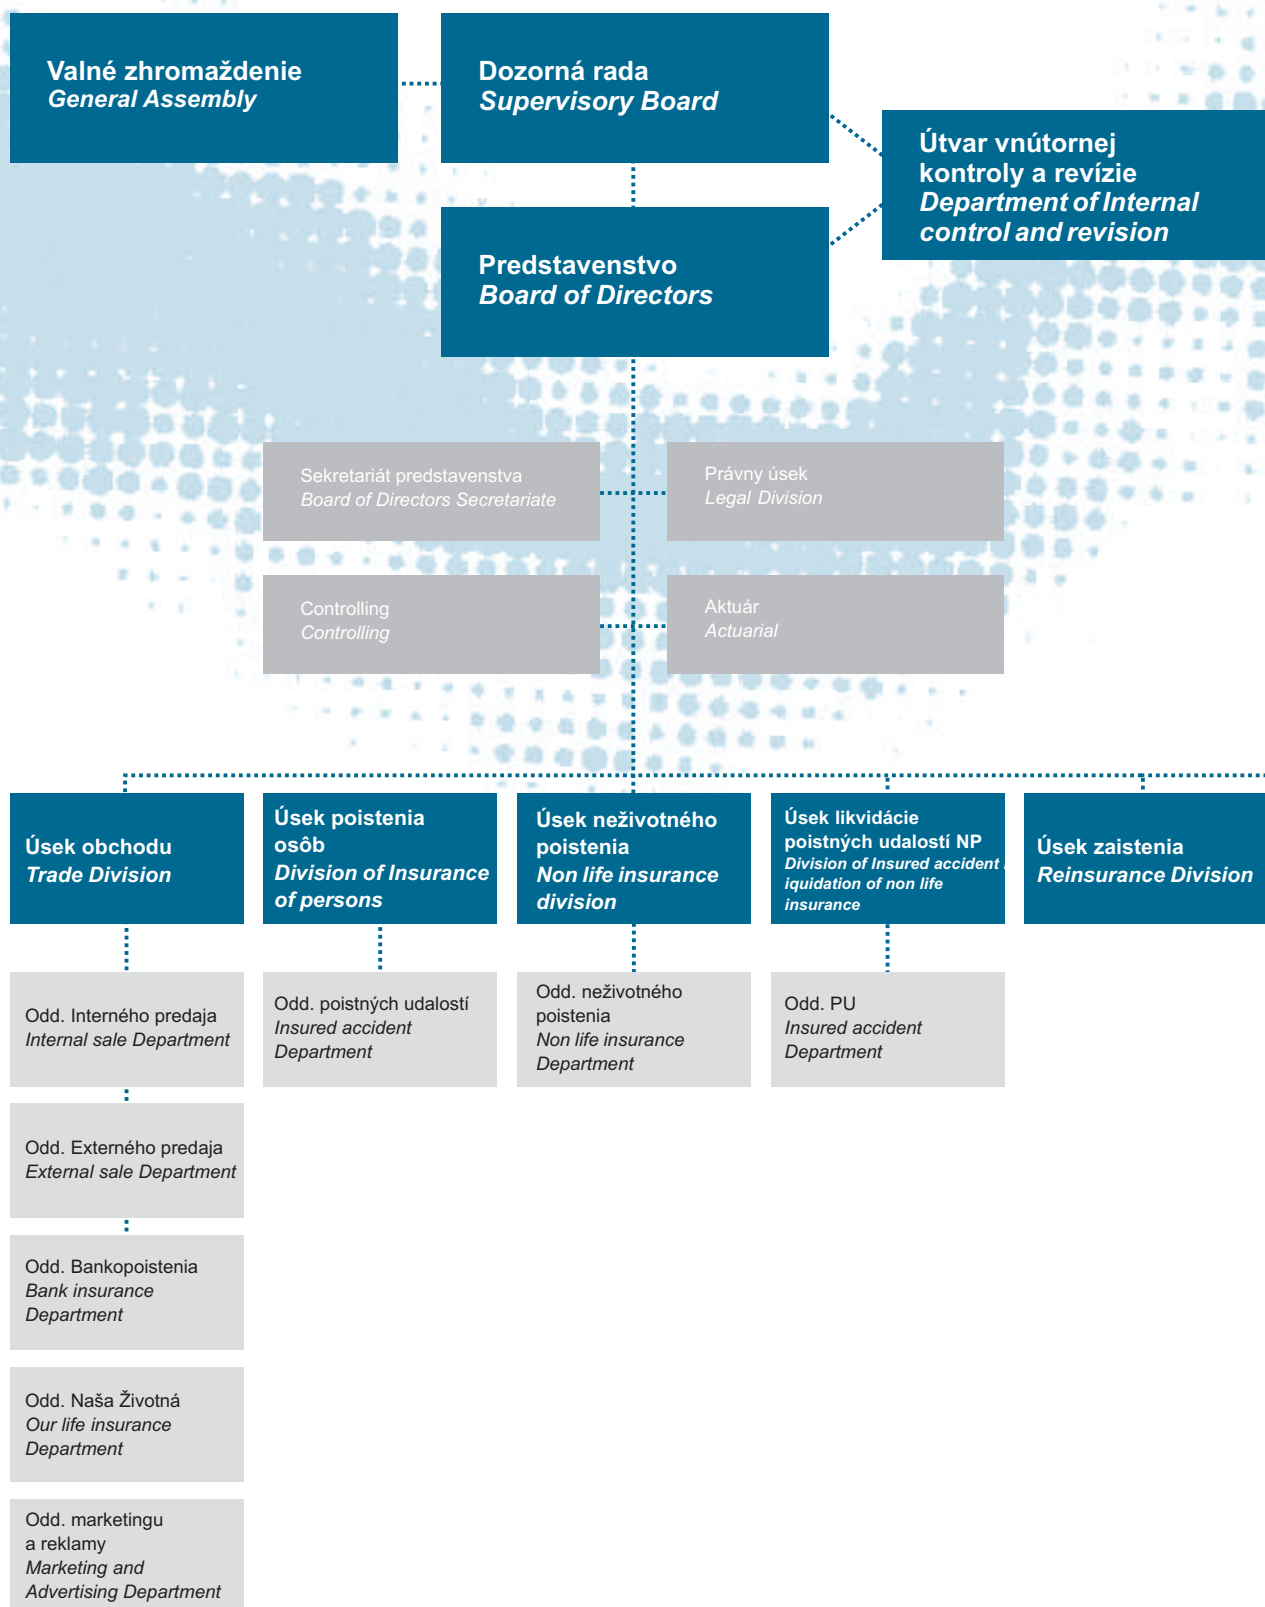 Valné zhromaždenie
General Assembly
Dozorná rada
Supervisory Board
Útvar vnútornej
kontroly a revízie
Department of Internal
control and revision
Predstavenstvo
Board of Directors
Sekretariát predstavenstva
Board of Directors Secretariate
Právny úsek
Legal Division
Controlling
Controlling
Aktuár
Actuarial
Úsek obchodu
Trade Division
Úsek poistenia
osôb
Division of Insurance
of persons
Úsek neživotného
poistenia
Non life insurance
division
Úsek likvidácie
poistných udalostí NP
Division of Insured accident
iquidation of non life
insurance
Úsek zaistenia
Reinsurance Division
Odd. Interného predaja
Internal sale Department
Odd. poistných udalostí
Insured accident
Department
Odd. neživotného
poistenia
Non life insurance
Department
Odd. PU
Insured accident
Department
Odd. Externého predaja
External sale Department
Odd. Bankopoistenia
Bank insurance
Department
Odd. Naša Životná
Our life insurance
Department
Odd. marketingu
a reklamy
Marketing and
Advertising Department